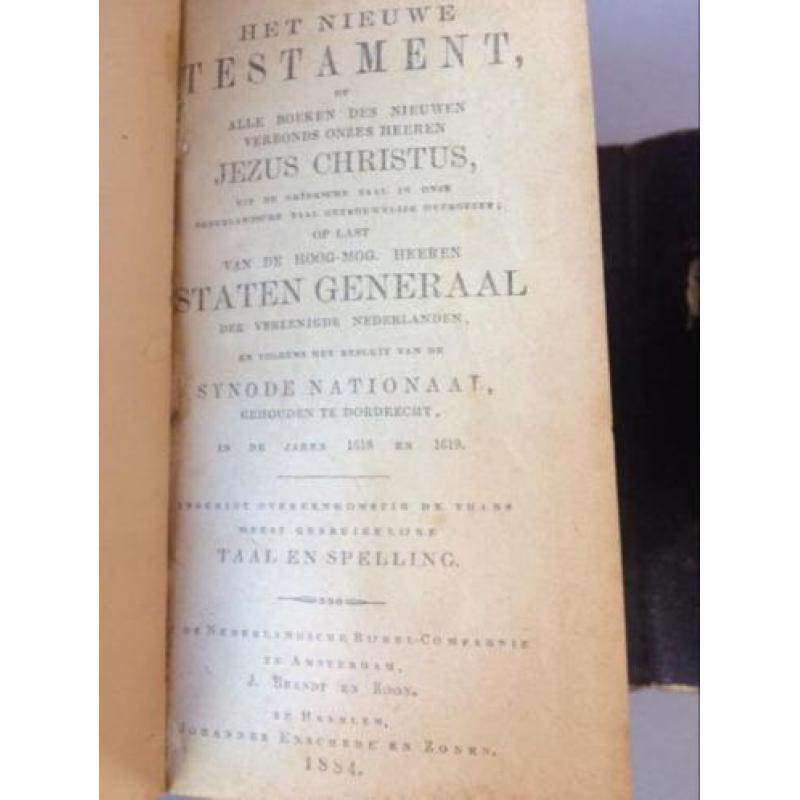 HET NIEUWE
TESTAMENT,
OF
ALLE BOEKEN DES NIEUWEN
VERBONDS ONZES HEEREN
JEZUS CHRISTUS,
UIT DE GRIEKSCHE TAAL IN ONZE
NEDERLANDSCHE TAAL GETROUWELIJK OVERGEZET;
OP LAST
VAN DE HOOG-MOG. HEEREN
STATEN GENERAAL
DER VEREENIGDE NEDERLANDEN,
EN VOLGENS HET BESLUIT VAN DE
SYNODE NATIONAAL,
GEHOUDEN TE DORDRECHT,
IN DE JAREN 1618 EN 1619.
OVEREENKOMSTIG DE THANS
MEEST GEBRUIKELIJKE
TAAL EN SPELLING.
DE NEDERLANDSCHE BIJBEL-COMPAGNIE
TE AMSTERDAM,
J. BRANDT EN ZOON.
TE HAARLEM,
JOHANNES ENSCHEDE EN ZONEN.
1884.